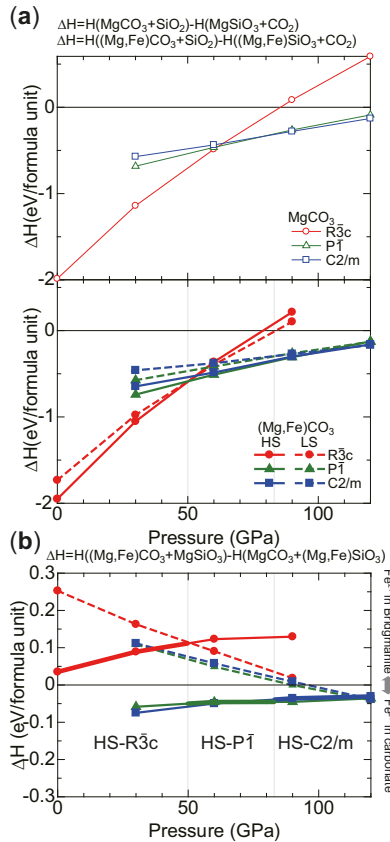 (a)
ΔH=H(MgCO₃+SiO₂)-H(MgSiO₃+CO₂)
ΔH=H((Mg,Fe)CO₃+SiO₂)-H((Mg,Fe)SiO₃+CO₂)
0
-1
-2
ΔH(eV/formula unit)
MgCO₃
R3̄c
P1̄
C2/m
0
-1
-2
ΔH(eV/formula unit)
(Mg,Fe)CO₃
HS LS
R3̄c
P1̄
C2/m
0 50 100
Pressure (GPa)
(b)
ΔH=H((Mg,Fe)CO₃+MgSiO₃)-H(MgCO₃+(Mg,Fe)SiO₃)
0.3
0.2
0.1
0
-0.1
-0.2
-0.3
ΔH (eV/formula unit)
HS-R3̄c HS-P1̄ HS-C2/m
in Bridgmanite
in carbonate
0 50 100
Pressure (GPa)